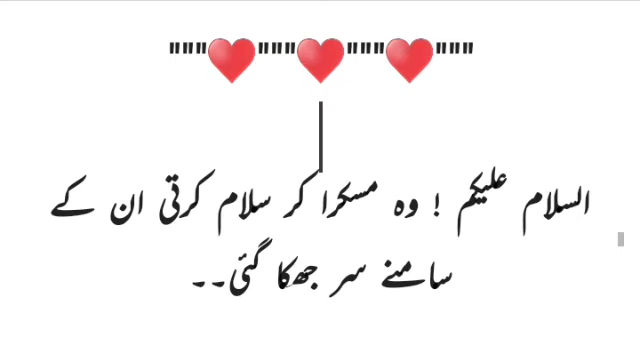 """❤️"""❤️"""❤️"""
السلام علیکم ! وہ مسکرا کر سلام کرتی ان کے
سامنے سر جھکا گئی۔۔